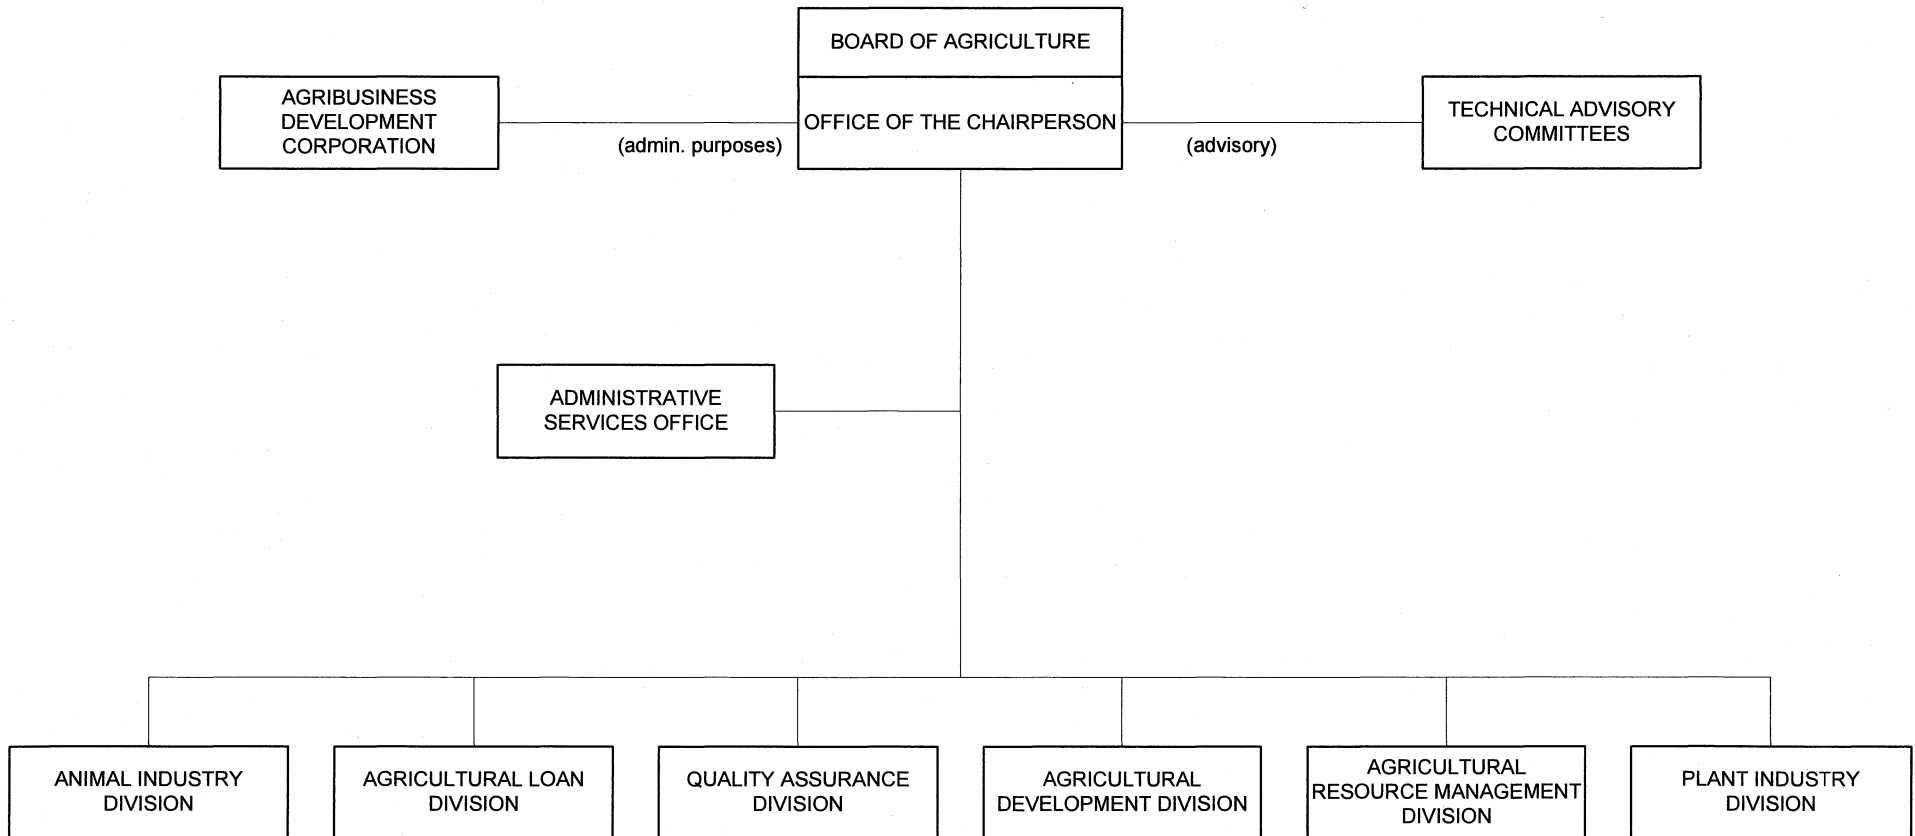 BOARD OF AGRICULTURE
AGRIBUSINESS
DEVELOPMENT
CORPORATION
(admin. purposes)
OFFICE OF THE CHAIRPERSON
(advisory)
TECHNICAL ADVISORY
COMMITTEES
ADMINISTRATIVE
SERVICES OFFICE
ANIMAL INDUSTRY
DIVISION
AGRICULTURAL LOAN
DIVISION
QUALITY ASSURANCE
DIVISION
AGRICULTURAL
DEVELOPMENT DIVISION
AGRICULTURAL
RESOURCE MANAGEMENT
DIVISION
PLANT INDUSTRY
DIVISION